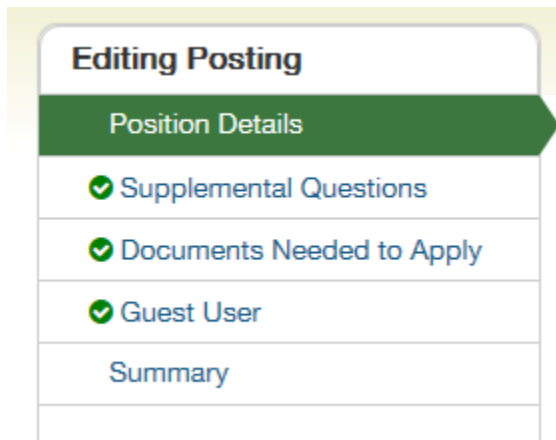 Editing Posting
Position Details
Supplemental Questions
Documents Needed to Apply
Guest User
Summary